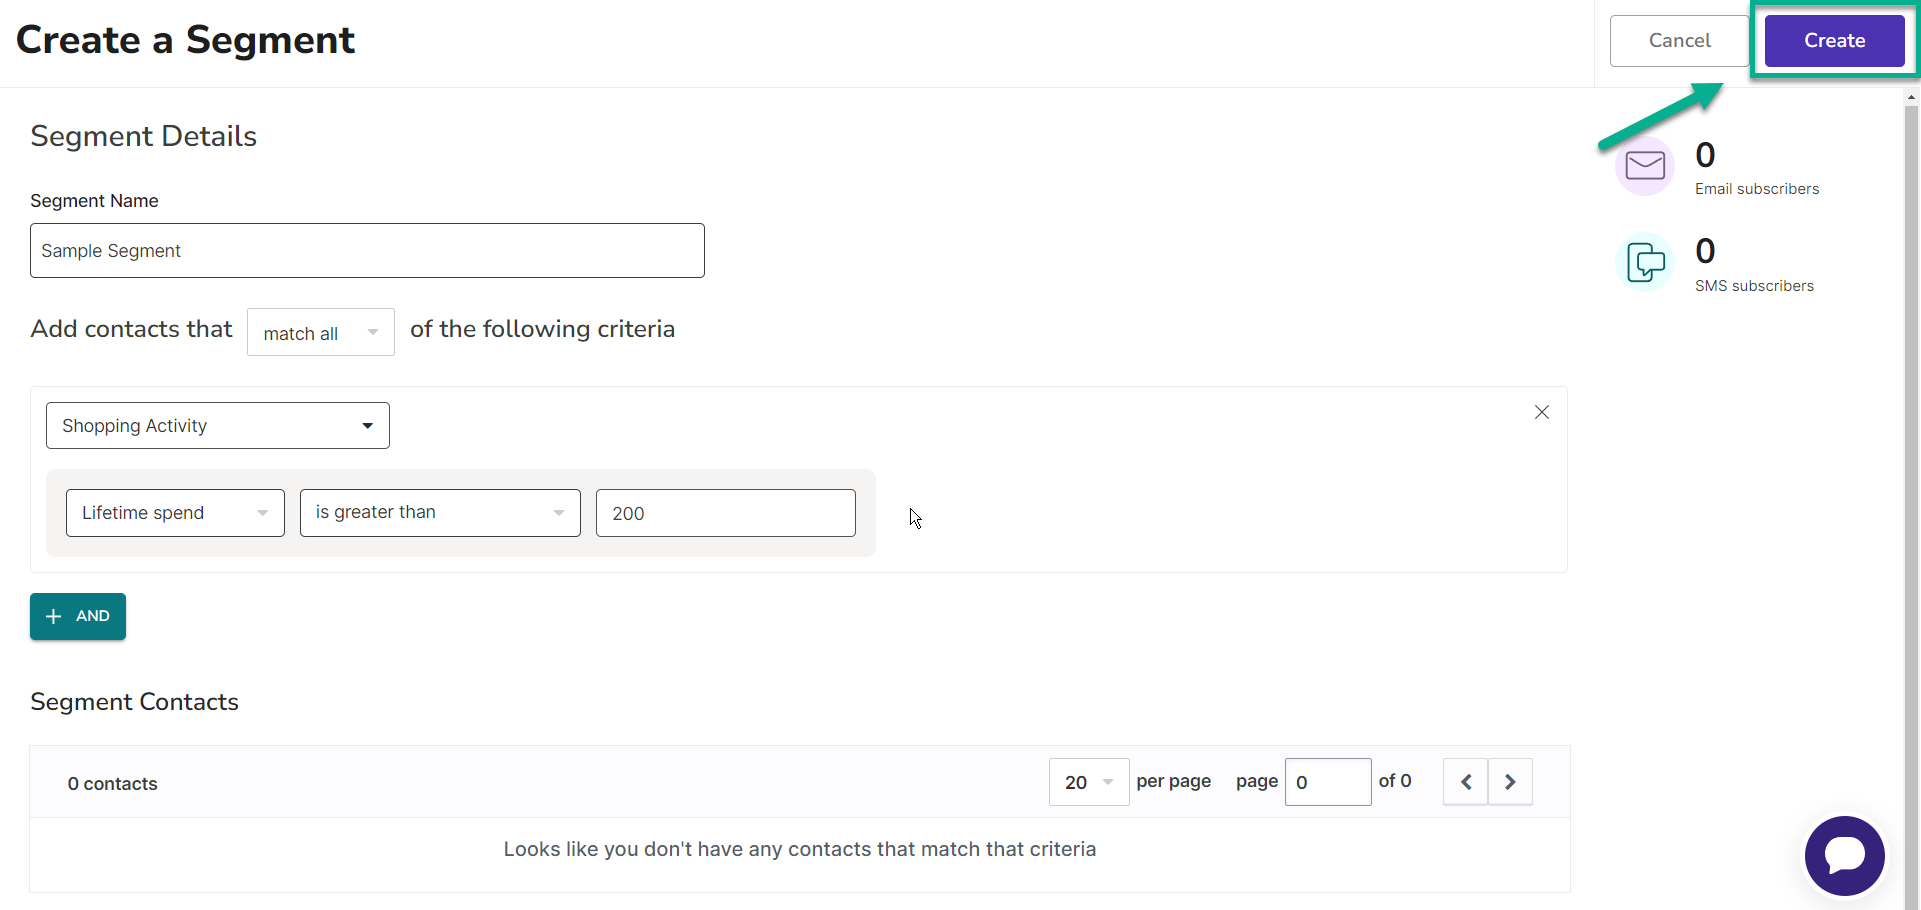 Create a Segment
Cancel
Create
Segment Details
0
Email subscribers
Segment Name
Sample Segment
0
SMS subscribers
Add contacts that match all of the following criteria
Shopping Activity
Lifetime spend is greater than 200
+ AND
Segment Contacts
0 contacts 20 per page page 0 of 0
Looks like you don't have any contacts that match that criteria